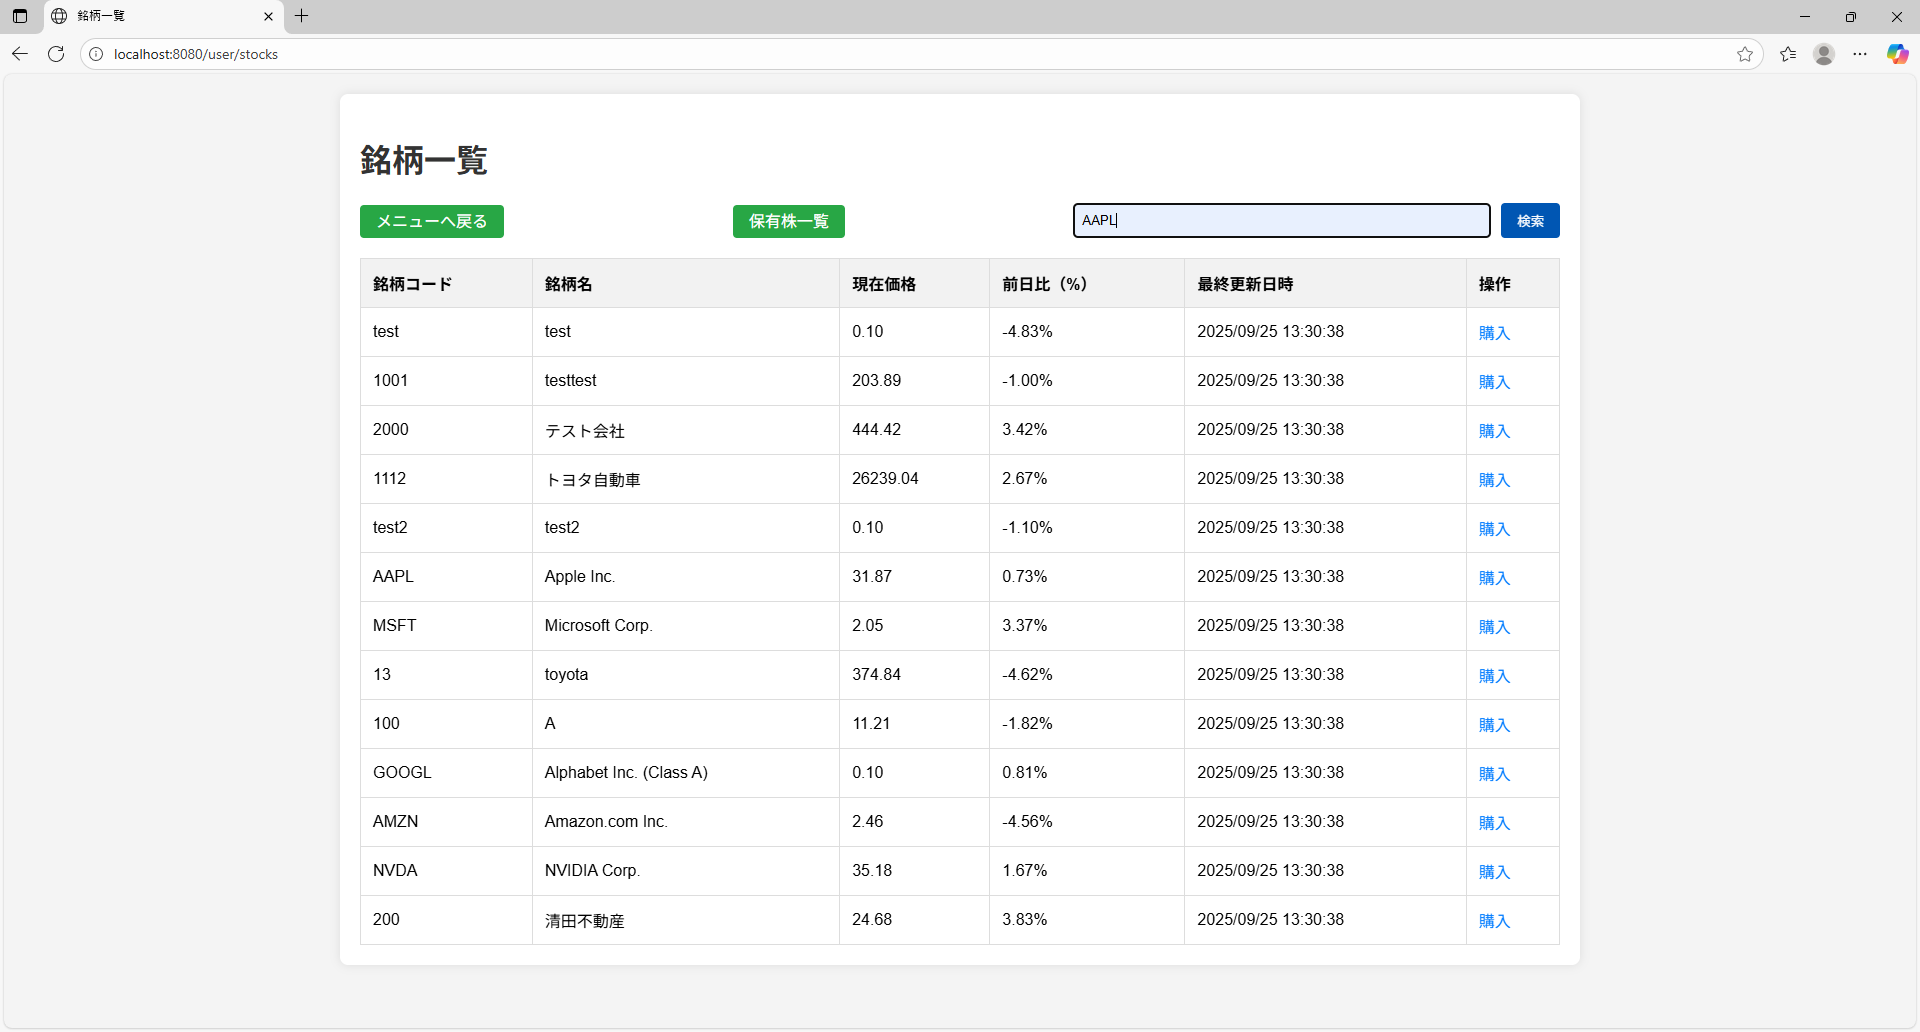 銘柄一覧
localhost:8080/user/stocks
銘柄一覧
メニューへ戻る 保有株一覧 AAPL 検索
銘柄コード 銘柄名 現在価格 前日比（%） 最終更新日時 操作
test test 0.10 -4.83% 2025/09/25 13:30:38 購入
1001 testtest 203.89 -1.00% 2025/09/25 13:30:38 購入
2000 テスト会社 444.42 3.42% 2025/09/25 13:30:38 購入
1112 トヨタ自動車 26239.04 2.67% 2025/09/25 13:30:38 購入
test2 test2 0.10 -1.10% 2025/09/25 13:30:38 購入
AAPL Apple Inc. 31.87 0.73% 2025/09/25 13:30:38 購入
MSFT Microsoft Corp. 2.05 3.37% 2025/09/25 13:30:38 購入
13 toyota 374.84 -4.62% 2025/09/25 13:30:38 購入
100 A 11.21 -1.82% 2025/09/25 13:30:38 購入
GOOGL Alphabet Inc. (Class A) 0.10 0.81% 2025/09/25 13:30:38 購入
AMZN Amazon.com Inc. 2.46 -4.56% 2025/09/25 13:30:38 購入
NVDA NVIDIA Corp. 35.18 1.67% 2025/09/25 13:30:38 購入
200 清田不動産 24.68 3.83% 2025/09/25 13:30:38 購入